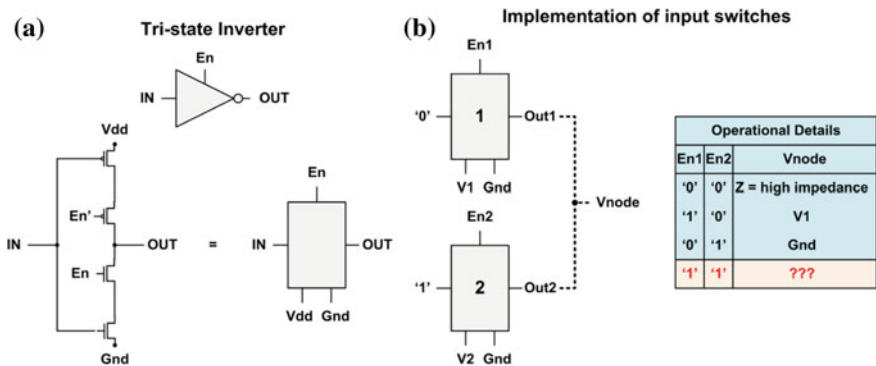 (a)
Tri-state Inverter
En
IN
OUT
Vdd
En'
IN
OUT
En
Gnd
=
En
IN
OUT
Vdd Gnd
(b)
Implementation of input switches
En1
'0'
1
Out1
V1 Gnd
Vnode
En2
'1'
2
Out2
V2 Gnd
Operational Details
En1 En2 Vnode
'0' '0' Z = high impedance
'1' '0' V1
'0' '1' Gnd
'1' '1' ???